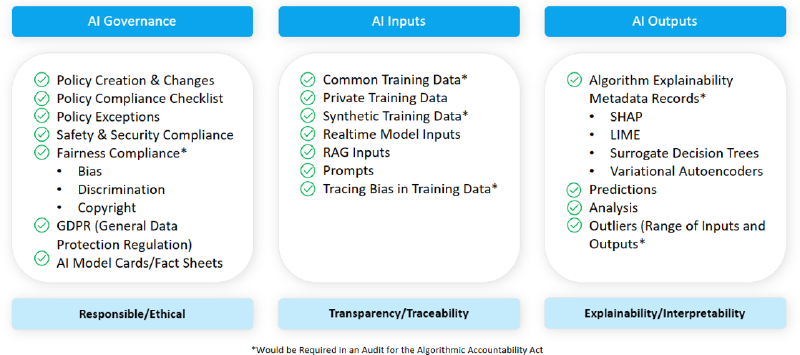 AI Governance
Policy Creation & Changes
Policy Compliance Checklist
Policy Exceptions
Safety & Security Compliance
Fairness Compliance*
• Bias
• Discrimination
• Copyright
GDPR (General Data
Protection Regulation)
AI Model Cards/Fact Sheets
Responsible/Ethical
AI Inputs
Common Training Data*
Private Training Data
Synthetic Training Data*
Realtime Model Inputs
RAG Inputs
Prompts
Tracing Bias in Training Data*
Transparency/Traceability
AI Outputs
Algorithm Explainability
Metadata Records*
• SHAP
• LIME
• Surrogate Decision Trees
• Variational Autoencoders
Predictions
Analysis
Outliers (Range of Inputs and
Outputs*
Explainability/Interpretability
*Would be Required in an Audit for the Algorithmic Accountability Act